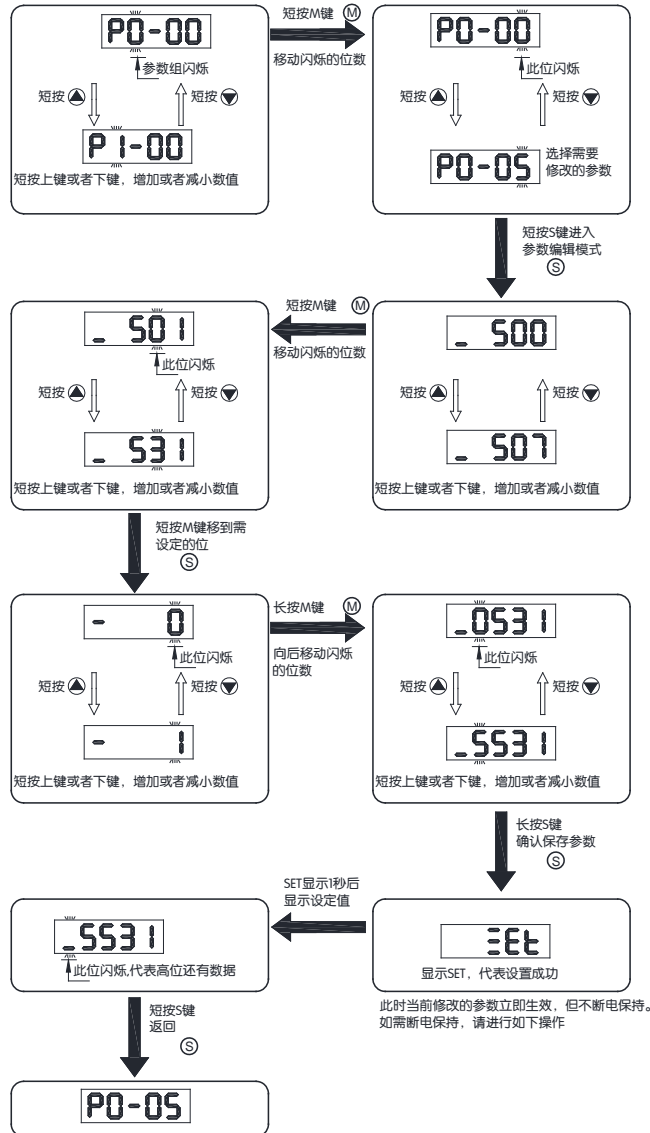 P0-00
参数组闪烁
短按
短按
P1-00
短按上键或者下键，增加或者减小数值
短按M键 M
移动闪烁的位数
P0-00
此位闪烁
短按
短按
P0-05
选择需要
修改的参数
短按S键进入
参数编辑模式
S
_ 500
短按
短按
_ 507
短按上键或者下键，增加或者减小数值
短按M键 M
移动闪烁的位数
_ 501
此位闪烁
短按
短按
_ 531
短按上键或者下键，增加或者减小数值
短按M键移到需
设定的位
S
- 0
此位闪烁
短按
短按
- 1
短按上键或者下键，增加或者减小数值
长按M键 M
向后移动闪烁
的位数
_0531
此位闪烁
短按
短按
_5531
短按上键或者下键，增加或者减小数值
长按S键
确认保存参数
S
SEt
显示SET，代表设置成功
此时当前修改的参数立即生效，但不断电保持。
如需断电保持，请进行如下操作
SET显示1秒后
显示设定值
_5531
此位闪烁,代表高位还有数据
短按S键
返回
S
P0-05